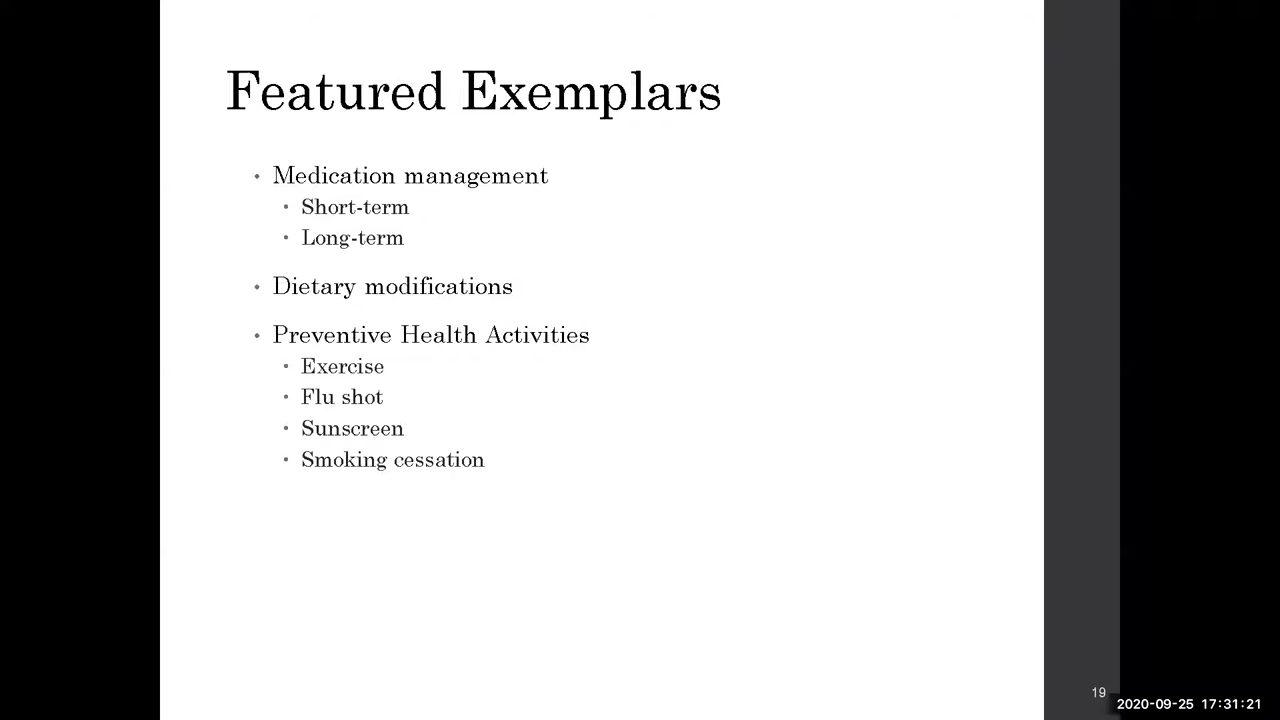 Featured Exemplars
• Medication management
• Short-term
• Long-term
• Dietary modifications
• Preventive Health Activities
• Exercise
• Flu shot
• Sunscreen
• Smoking cessation
19
2020-09-25 17:31:21